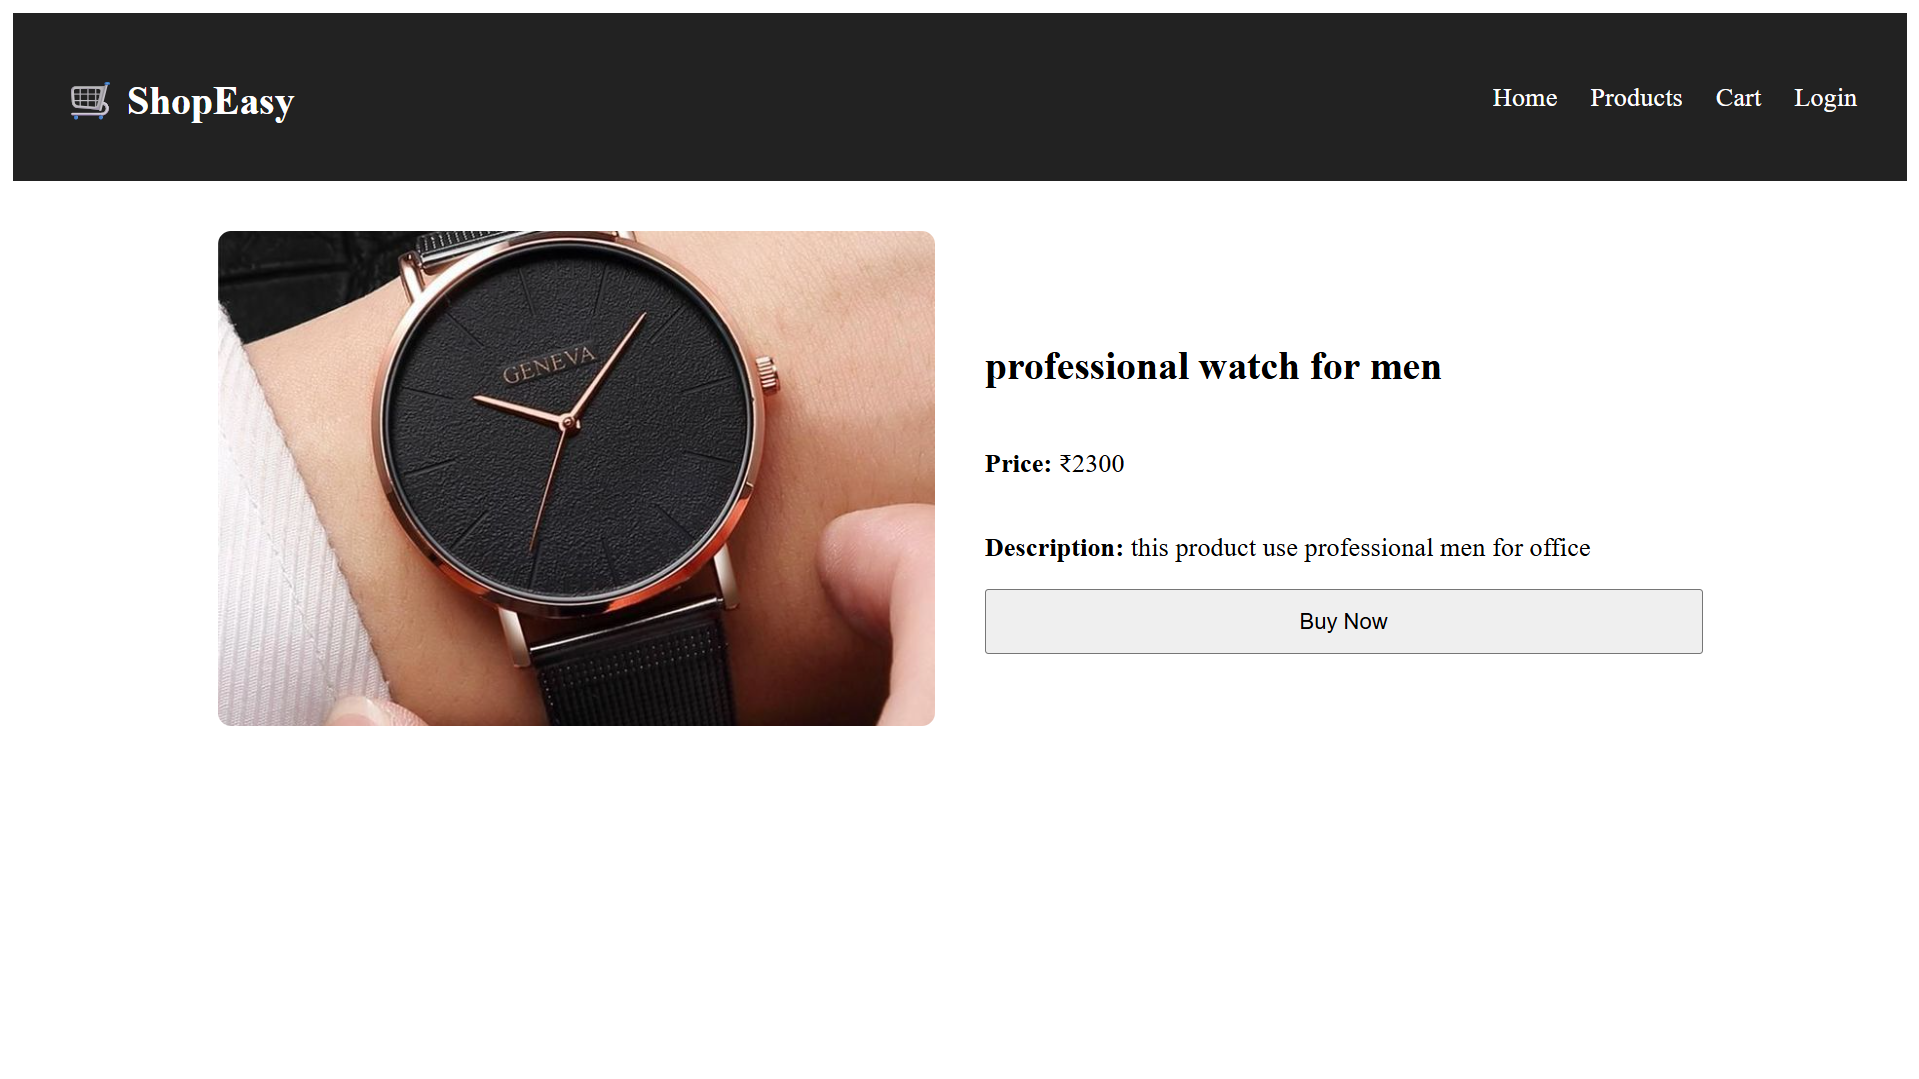 ShopEasy
Home Products Cart Login
GENEVA
professional watch for men
Price: ₹2300
Description: this product use professional men for office
Buy Now